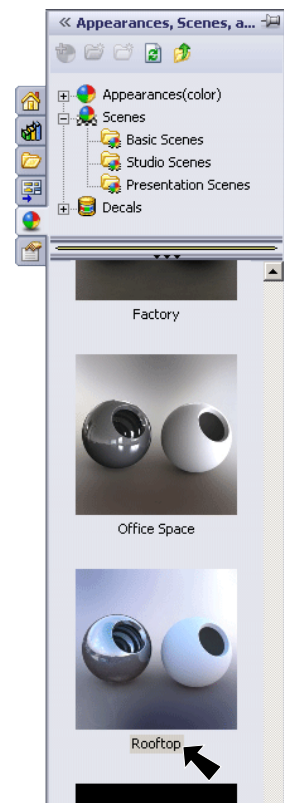 « Appearances, Scenes, a...
Appearances(color)
Scenes
Basic Scenes
Studio Scenes
Presentation Scenes
Decals
Factory
Office Space
Rooftop